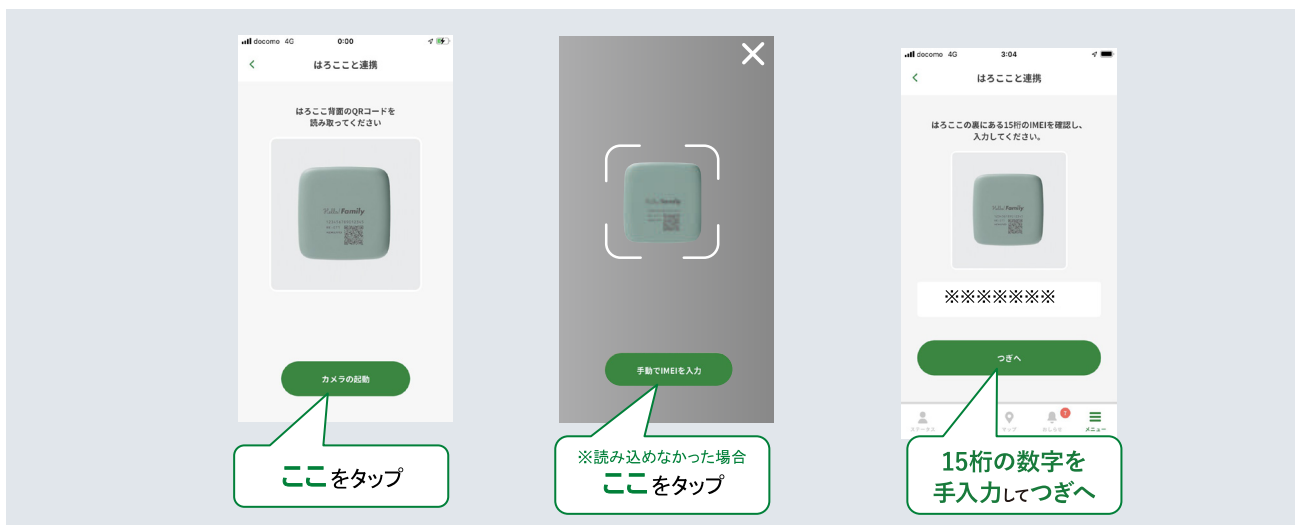 docomo 4G
0:00
はろここと連携
はろここ背面のQRコードを
読み取ってください
Hello! Family
カメラの起動
ここをタップ
手動でIMEIを入力
※読み込めなかった場合
ここをタップ
docomo 4G
3:04
はろここと連携
はろここの裏にある15桁のIMEIを確認し、
入力してください。
Hello! Family
※※※※※※※
つぎへ
ステータス
マップ
おしらせ
メニュー
15桁の数字を
手入力してつぎへ